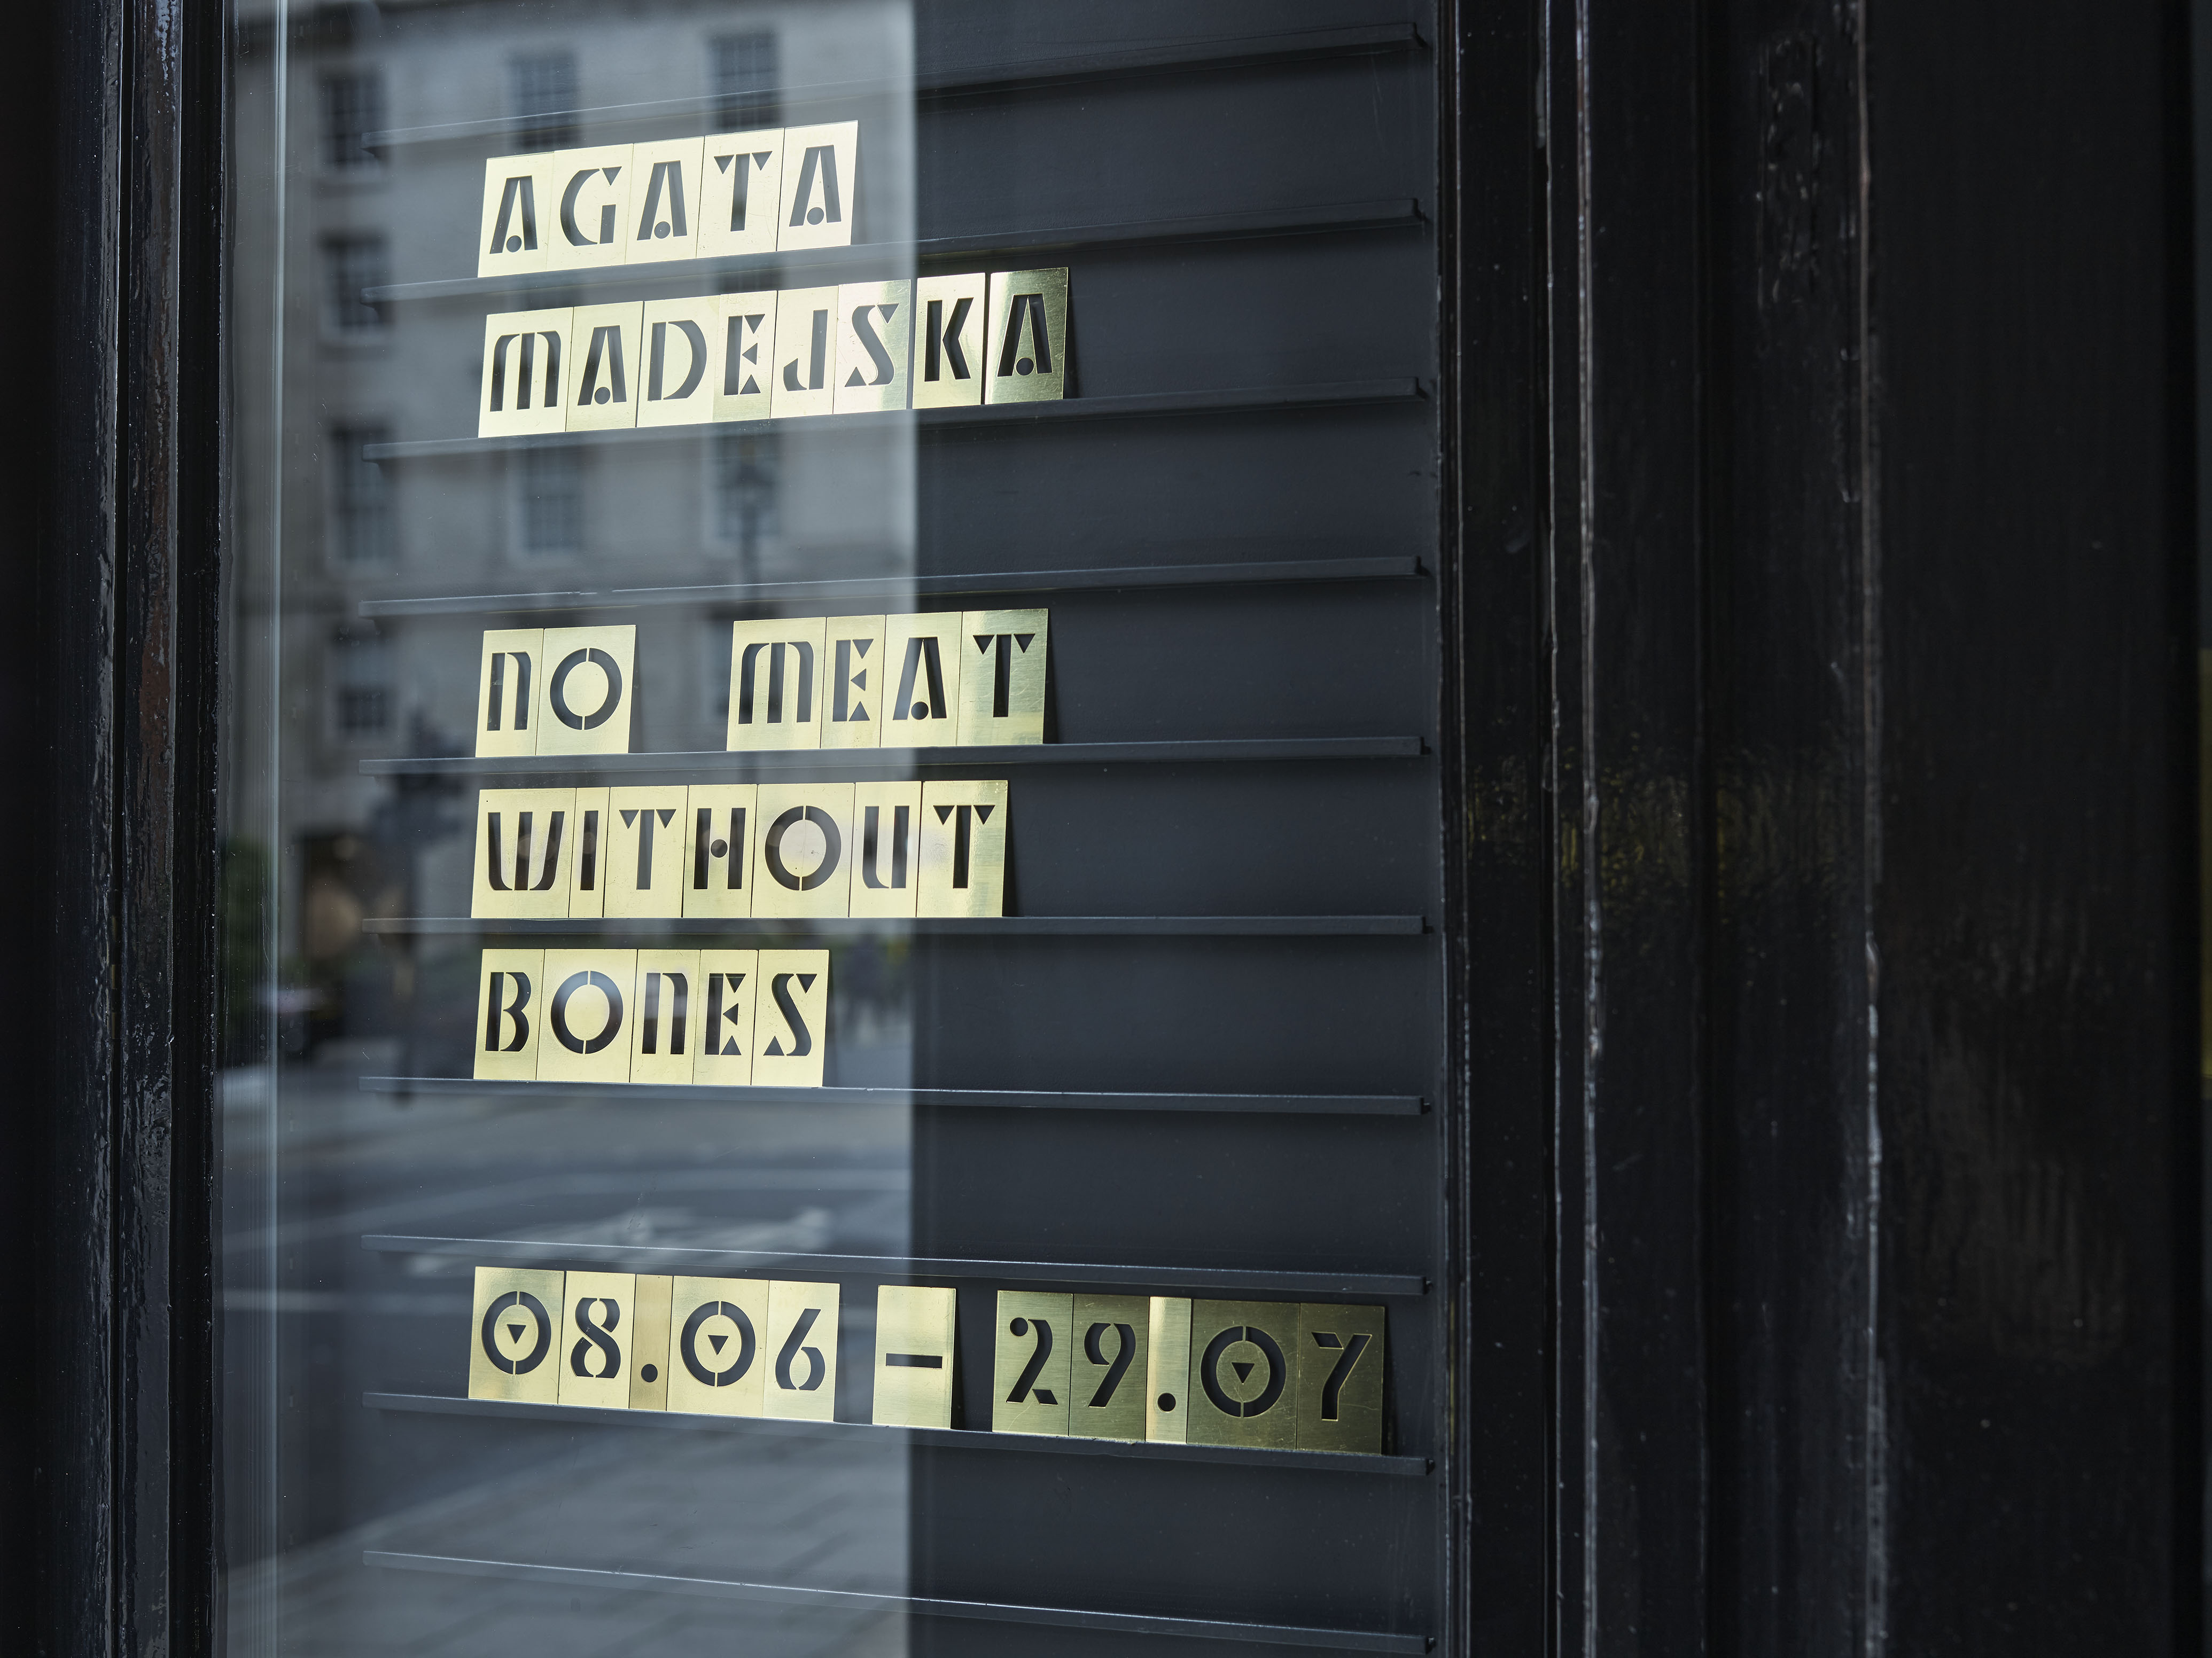 AGATA
MADEJSKA
NO MEAT
WITHOUT
BONES
08.06 – 29.07